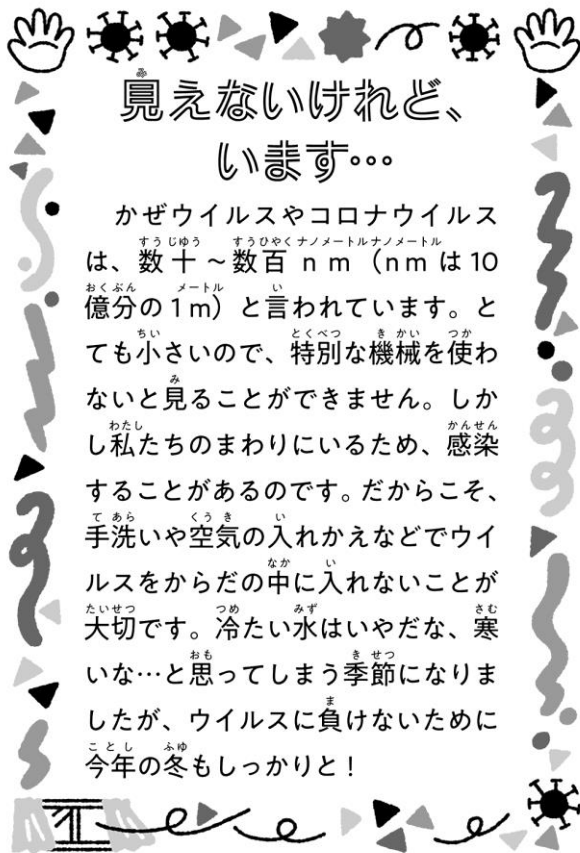 見えないけれど、
います…
かぜウイルスやコロナウイルス
は、数十～数百nm（nmは10
億分の1m）と言われています。と
ても小さいので、特別な機械を使わ
ないと見ることができません。しか
し私たちのまわりにいるため、感染
することがあるのです。だからこそ、
手洗いや空気の入れかえなどでウイ
ルスをからだの中に入れないことが
大切です。冷たい水はいやだな、寒
いな…と思ってしまう季節になりま
したが、ウイルスに負けないために
今年の冬もしっかりと！